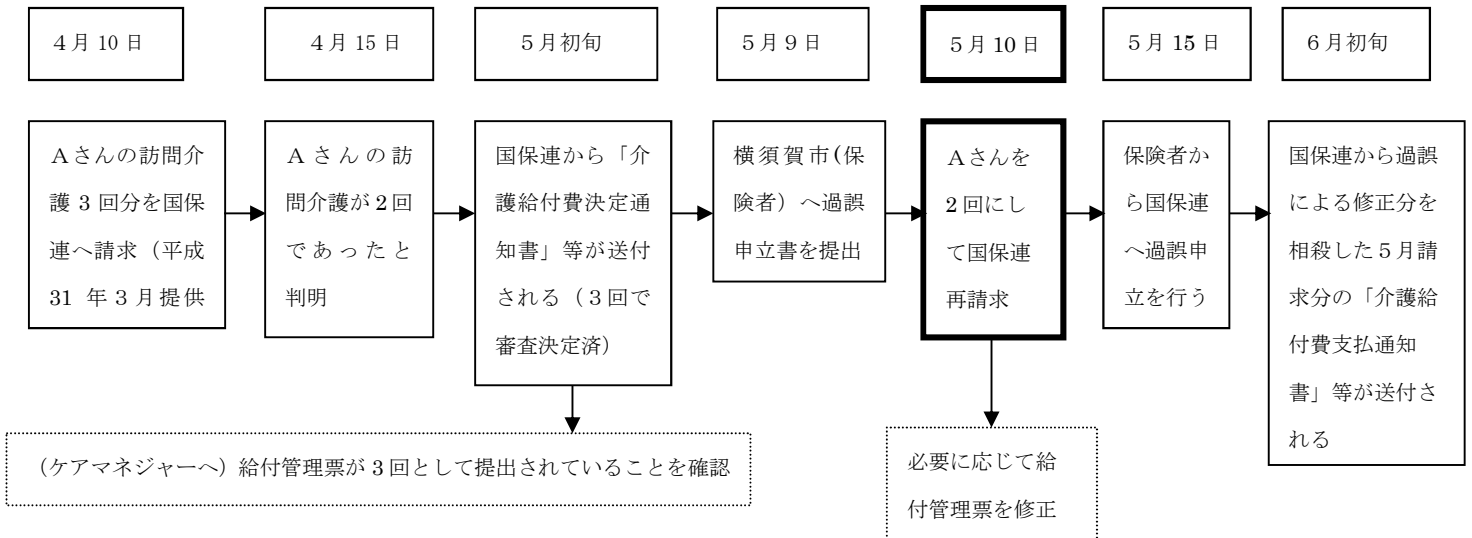 ４月 10 日
４月 15 日
５月初旬
５月９日
５月 10 日
５月 15 日
６月初旬
Ａさんの訪問介
護 3 回分を国保
連へ請求（平成
31 年３月提供
Ａさんの訪
問介護が 2 回
であったと
判明
国保連から「介
護給付費決定通
知書」等が送付
される（３回で
審査決定済）
横須賀市(保
険者）へ過誤
申立書を提出
Ａさんを
2 回にし
て国保連
再請求
保険者か
ら国保連
へ過誤申
立を行う
国保連から過誤
による修正分を
相殺した５月請
求分の「介護給
付費支払通知
書」等が送付さ
れる
（ケアマネジャーへ）給付管理票が 3 回として提出されていることを確認
必要に応じて給
付管理票を修正